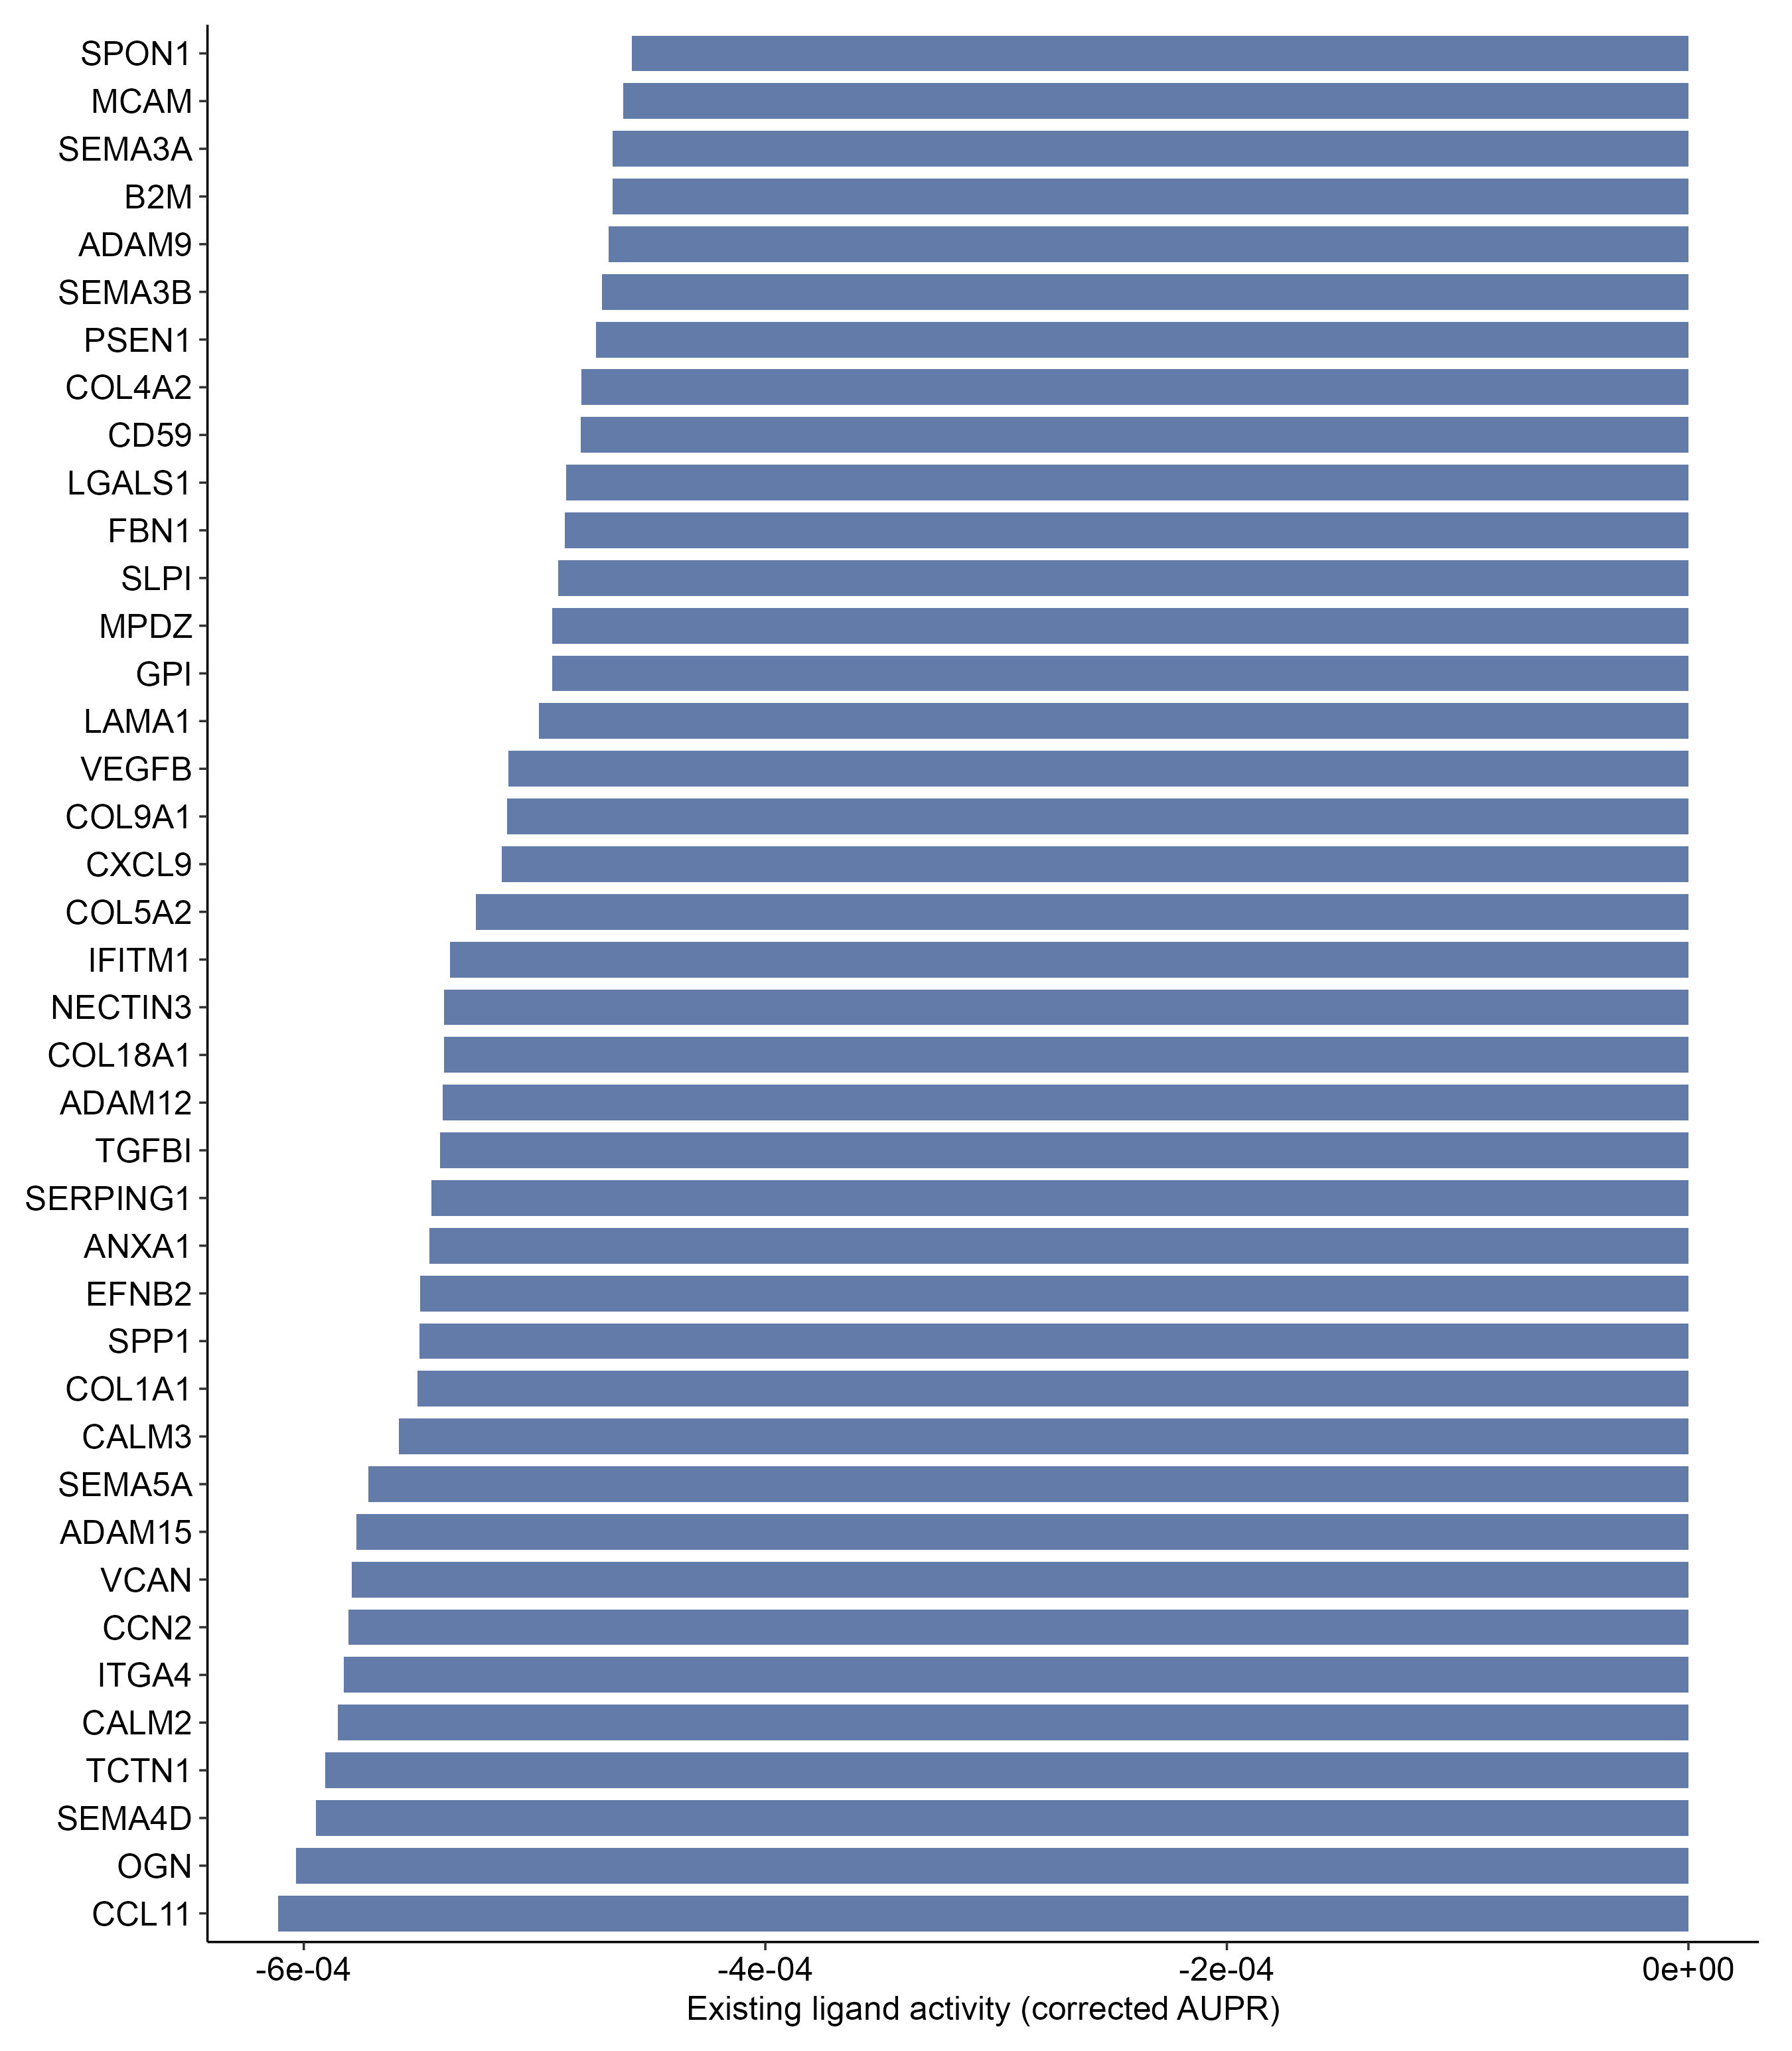 SPON1
MCAM
SEMA3A
B2M
ADAM9
SEMA3B
PSEN1
COL4A2
CD59
LGALS1
FBN1
SLPI
MPDZ
GPI
LAMA1
VEGFB
COL9A1
CXCL9
COL5A2
IFITM1
NECTIN3
COL18A1
ADAM12
TGFBI
SERPING1
ANXA1
EFNB2
SPP1
COL1A1
CALM3
SEMA5A
ADAM15
VCAN
CCN2
ITGA4
CALM2
TCTN1
SEMA4D
OGN
CCL11
-6e-04 -4e-04 -2e-04 0e+00
Existing ligand activity (corrected AUPR)